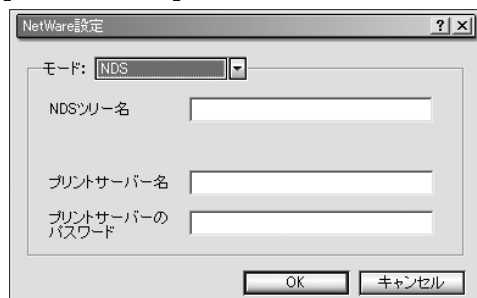 NetWare設定
モード: NDS
NDSツリー名
プリントサーバー名
プリントサーバーの
パスワード
OK キャンセル